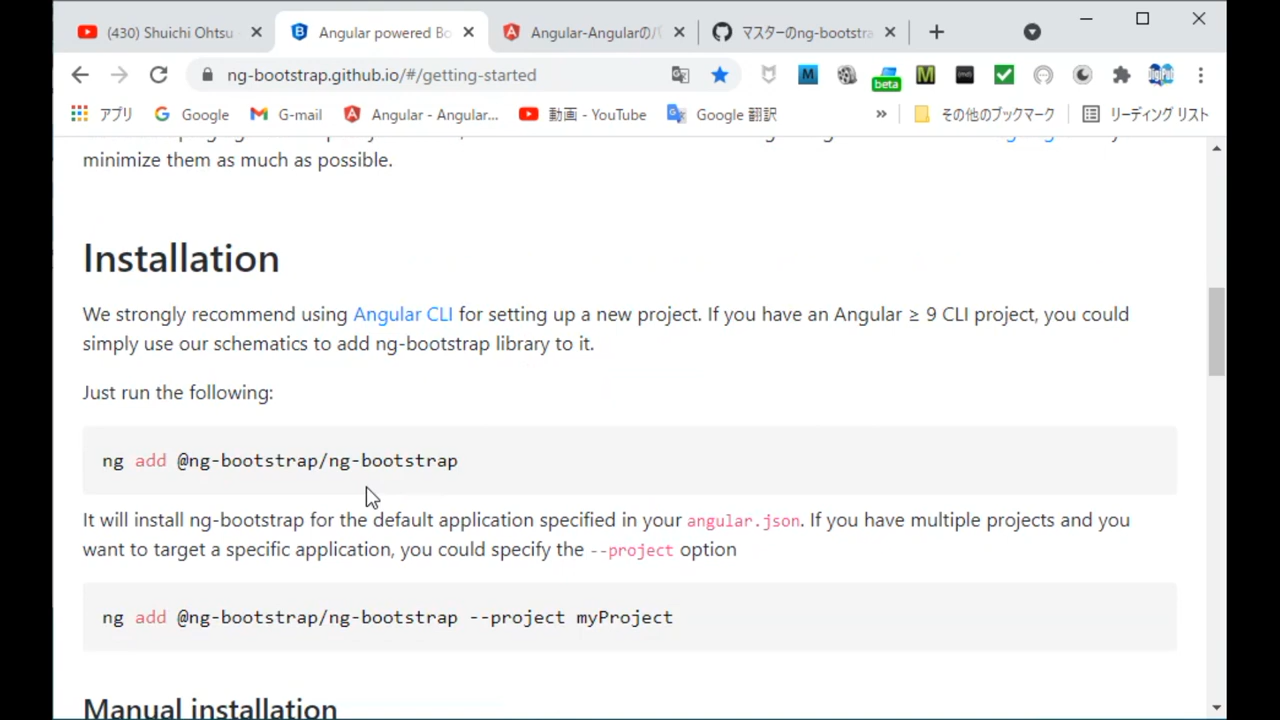 (430) Shuichi Ohtsu
Angular powered Bo
Angular-Angularのパ
マスターのng-bootstra
ng-bootstrap.github.io/#/getting-started
beta
アプリ
Google
G-mail
Angular - Angular...
動画 - YouTube
Google 翻訳
»
その他のブックマーク
リーディング リスト
minimize them as much as possible.
Installation
We strongly recommend using Angular CLI for setting up a new project. If you have an Angular ≥ 9 CLI project, you could
simply use our schematics to add ng-bootstrap library to it.
Just run the following:
ng add @ng-bootstrap/ng-bootstrap
It will install ng-bootstrap for the default application specified in your angular.json. If you have multiple projects and you
want to target a specific application, you could specify the --project option
ng add @ng-bootstrap/ng-bootstrap --project myProject
Manual installation